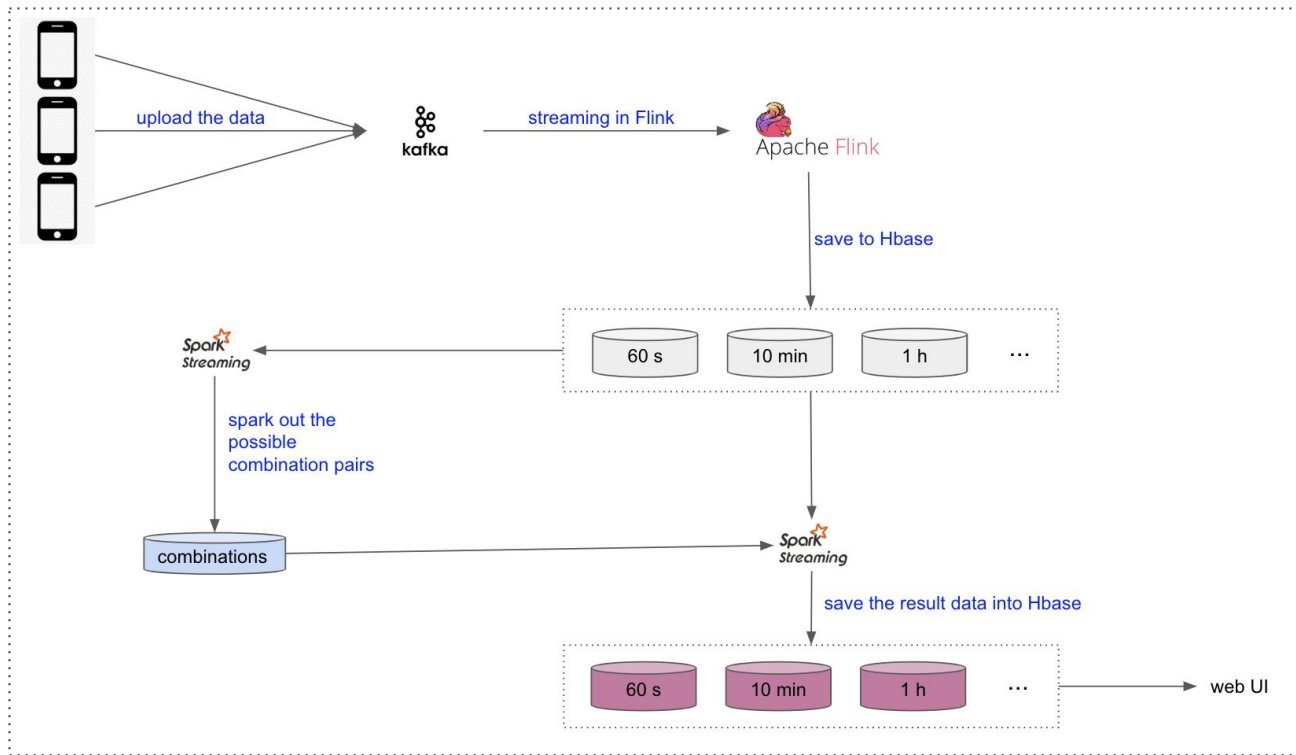 upload the data
kafka
streaming in Flink
Apache Flink
save to Hbase
Spark
Streaming
60 s
10 min
1 h
...
spark out the
possible
combination pairs
combinations
Spark
Streaming
save the result data into Hbase
60 s
10 min
1 h
...
web UI